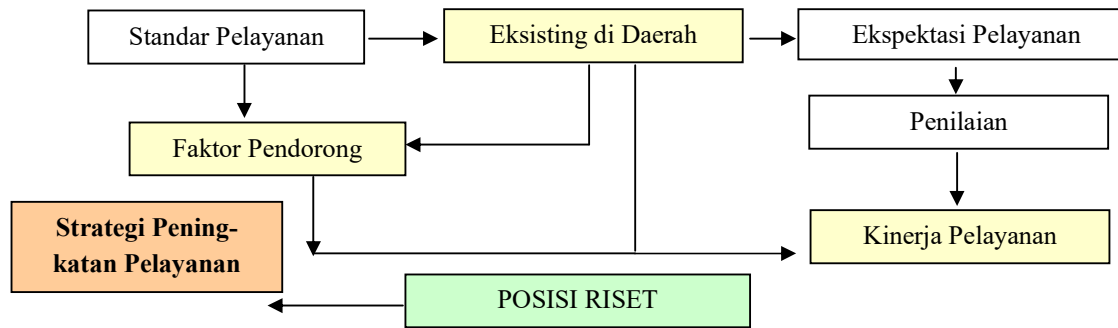 Standar Pelayanan
Eksisting di Daerah
Ekspektasi Pelayanan
Penilaian
Faktor Pendorong
Strategi Pening-
katan Pelayanan
Kinerja Pelayanan
POSISI RISET